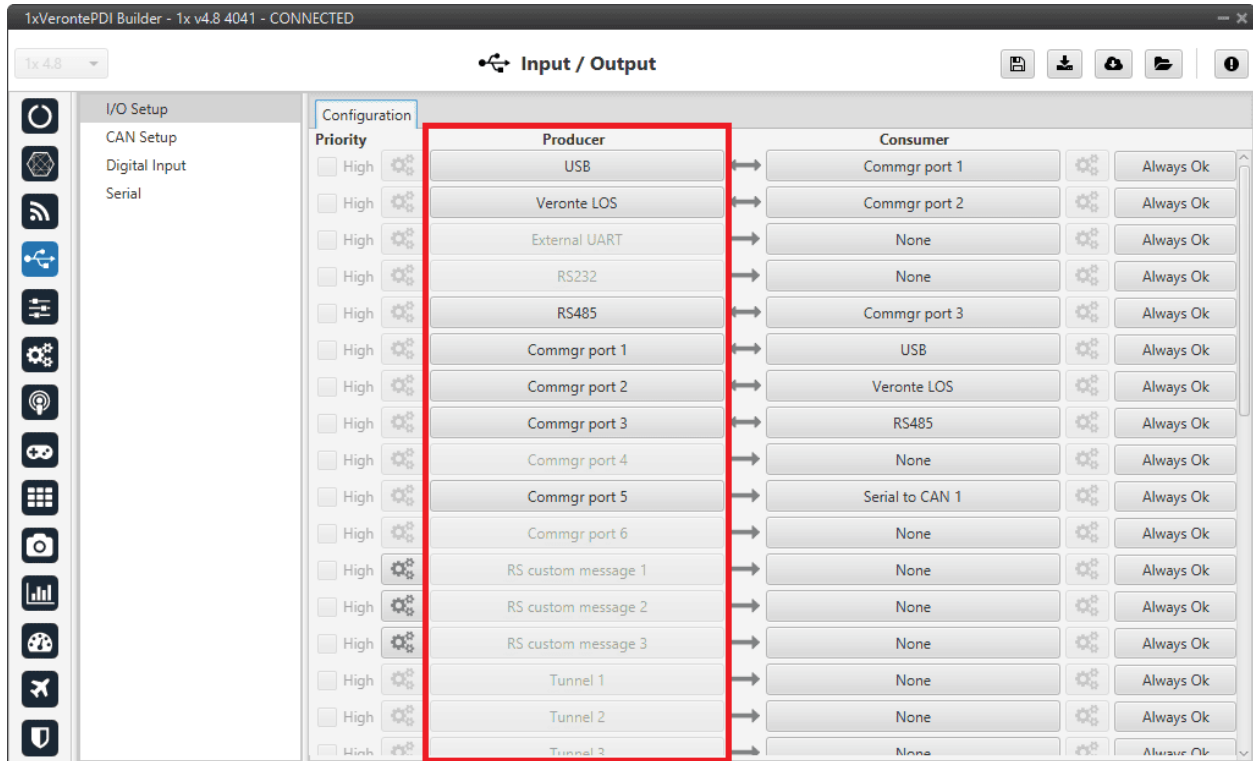 1xVerontePDI Builder - 1x v4.8 4041 - CONNECTED
1x 4.8
Input / Output
I/O Setup
CAN Setup
Digital Input
Serial
Configuration
Priority Producer Consumer
High USB Commgr port 1 Always Ok
High Veronte LOS Commgr port 2 Always Ok
High External UART None Always Ok
High RS232 None Always Ok
High RS485 Commgr port 3 Always Ok
High Commgr port 1 USB Always Ok
High Commgr port 2 Veronte LOS Always Ok
High Commgr port 3 RS485 Always Ok
High Commgr port 4 None Always Ok
High Commgr port 5 Serial to CAN 1 Always Ok
High Commgr port 6 None Always Ok
High RS custom message 1 None Always Ok
High RS custom message 2 None Always Ok
High RS custom message 3 None Always Ok
High Tunnel 1 None Always Ok
High Tunnel 2 None Always Ok
High Tunnel 3 None Always Ok